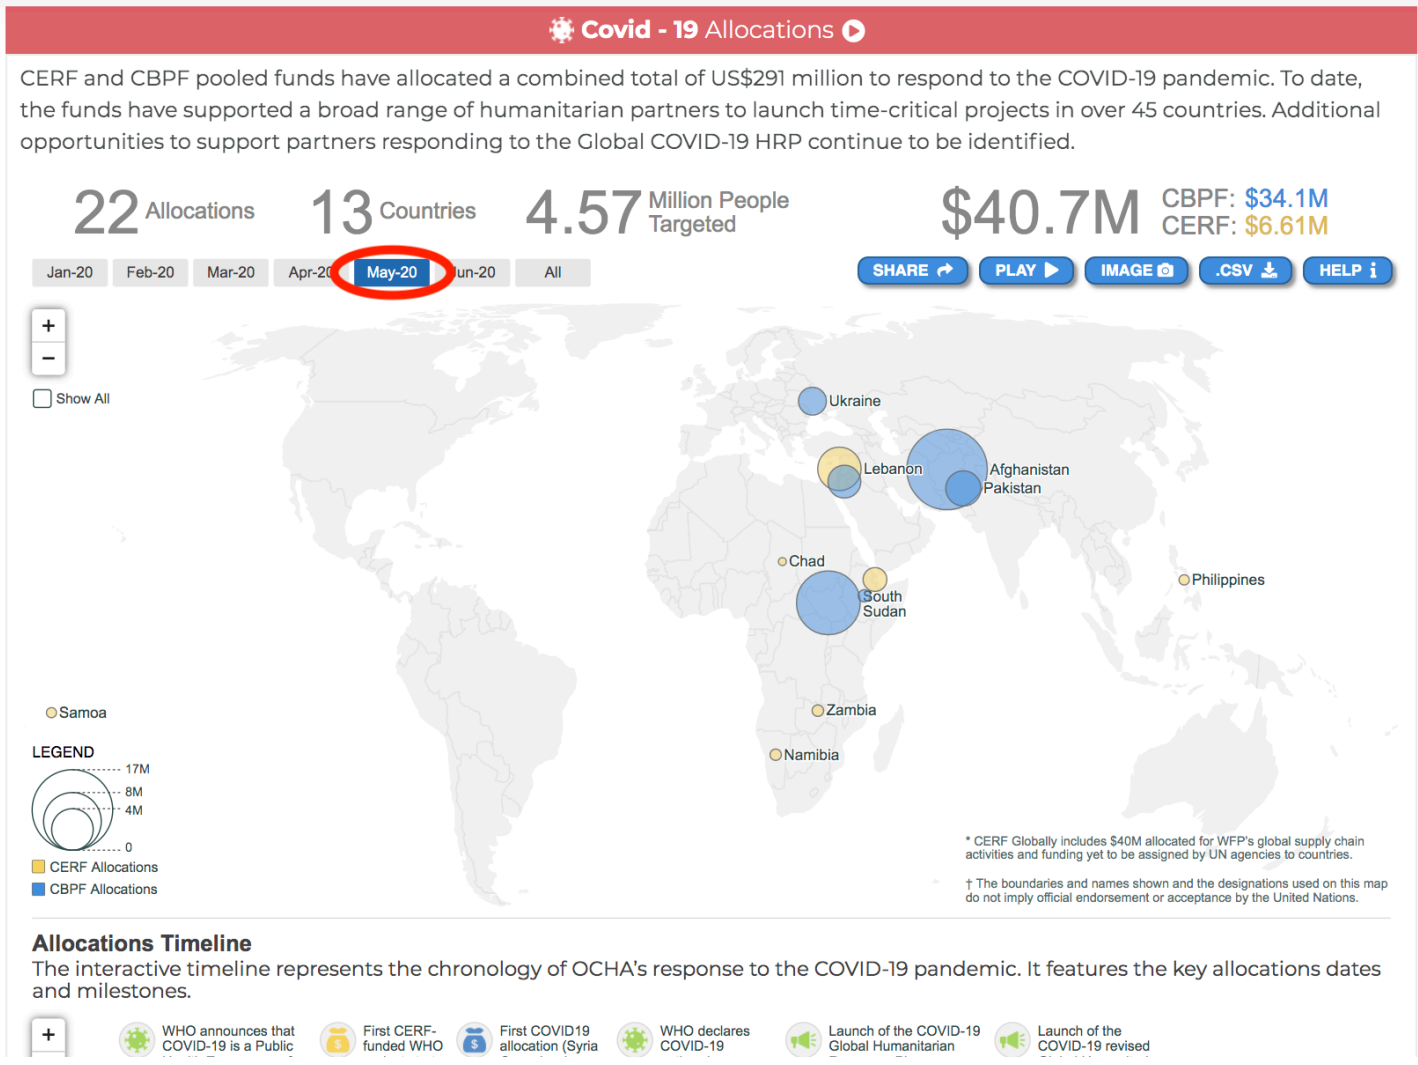 Covid - 19 Allocations
CERF and CBPF pooled funds have allocated a combined total of US$291 million to respond to the COVID-19 pandemic. To date,
the funds have supported a broad range of humanitarian partners to launch time-critical projects in over 45 countries. Additional
opportunities to support partners responding to the Global COVID-19 HRP continue to be identified.
22 Allocations 13 Countries 4.57 Million People Targeted $40.7M CBPF: $34.1M
CERF: $6.61M
Jan-20 Feb-20 Mar-20 Apr-20 May-20 Jun-20 All SHARE PLAY IMAGE .CSV HELP
+
−
Show All
Ukraine
Lebanon
Afghanistan
Pakistan
Chad
Philippines
South
Sudan
Zambia
Samoa
Namibia
LEGEND
17M
8M
4M
0
CERF Allocations
CBPF Allocations
* CERF Globally includes $40M allocated for WFP's global supply chain
activities and funding yet to be assigned by UN agencies to countries.
† The boundaries and names shown and the designations used on this map
do not imply official endorsement or acceptance by the United Nations.
Allocations Timeline
The interactive timeline represents the chronology of OCHA's response to the COVID-19 pandemic. It features the key allocations dates
and milestones.
+
WHO announces that
COVID-19 is a Public
First CERF-
funded WHO
First COVID19
allocation (Syria
WHO declares
COVID-19
Launch of the COVID-19
Global Humanitarian
Launch of the
COVID-19 revised